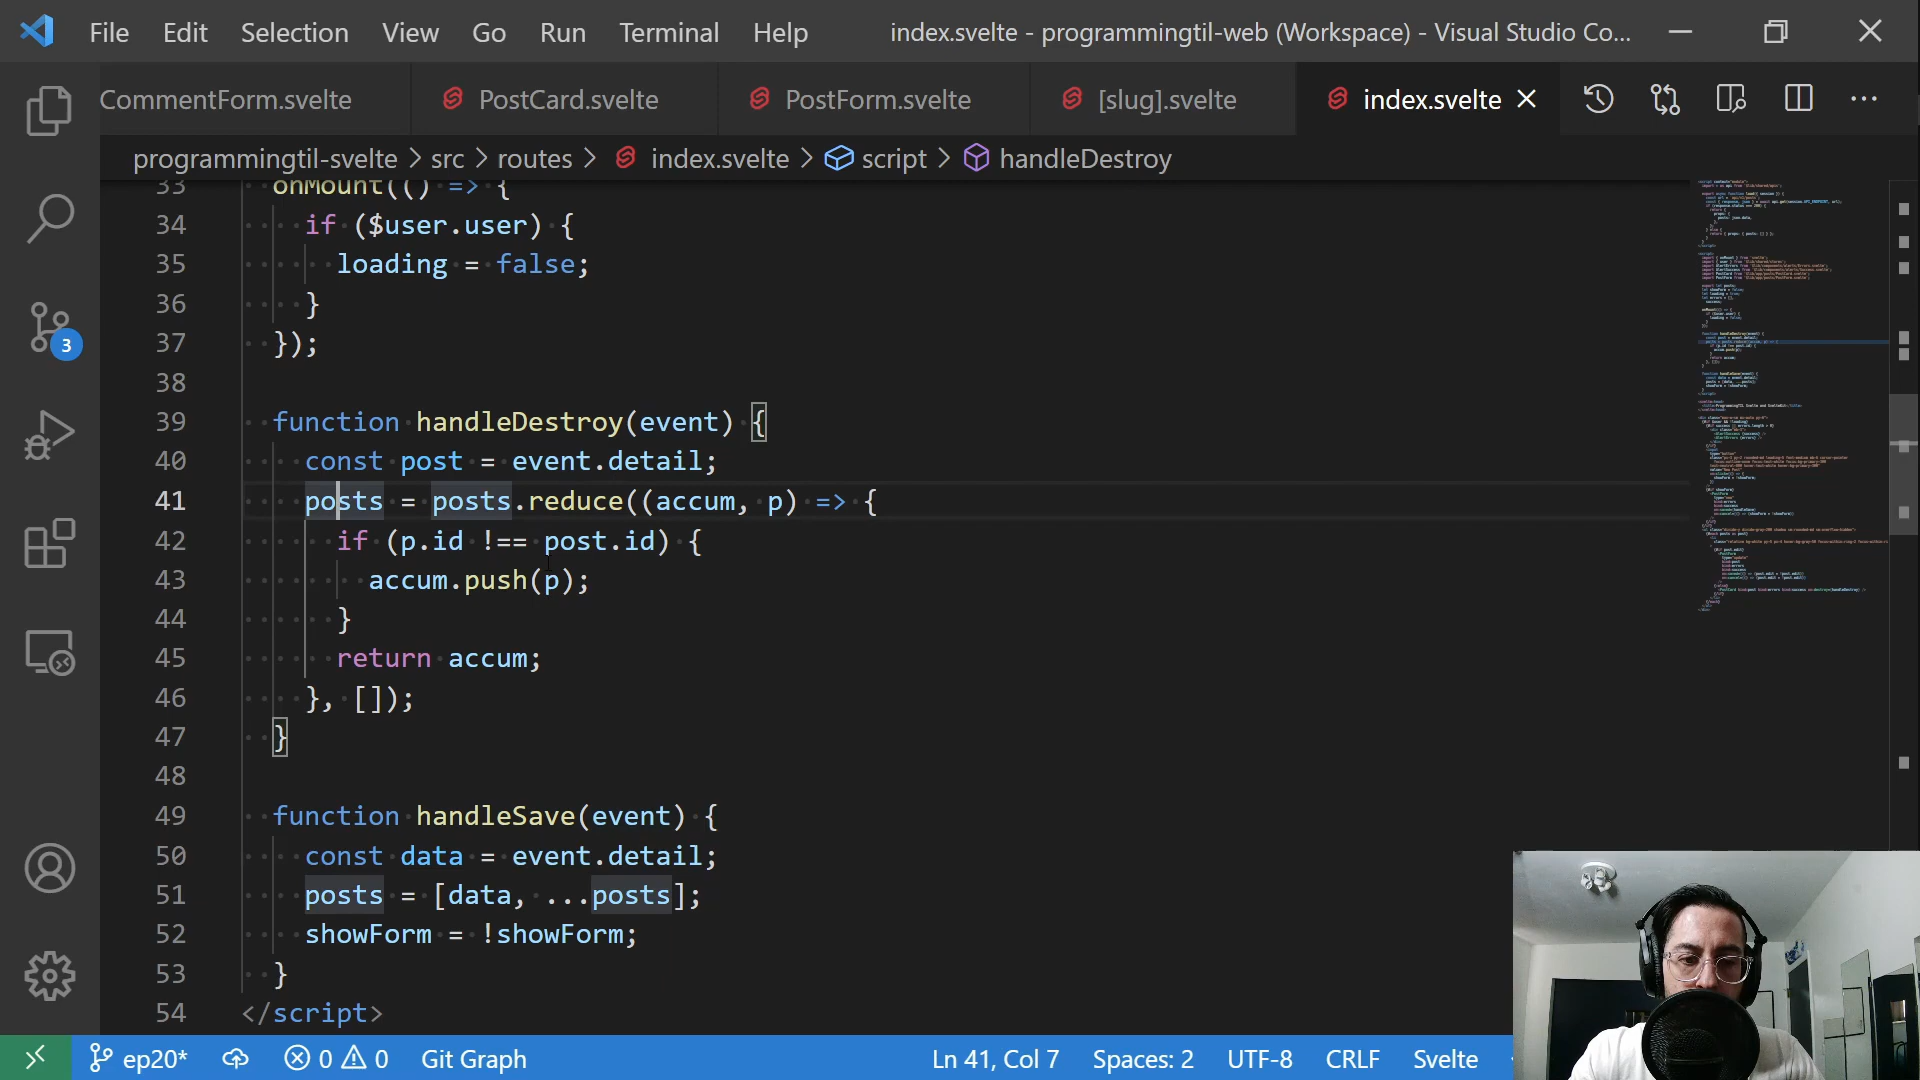 File Edit Selection View Go Run Terminal Help index.svelte - programmingtil-web (Workspace) - Visual Studio Co...
CommentForm.svelte PostCard.svelte PostForm.svelte [slug].svelte index.svelte
programmingtil-svelte > src > routes > index.svelte > script > handleDestroy
33 onMount(() => {
34 if ($user.user) {
35 loading = false;
36 }
37 });
38
39 function handleDestroy(event) {
40 const post = event.detail;
41 posts = posts.reduce((accum, p) => {
42 if (p.id !== post.id) {
43 accum.push(p);
44 }
45 return accum;
46 }, []);
47 }
48
49 function handleSave(event) {
50 const data = event.detail;
51 posts = [data, ...posts];
52 showForm = !showForm;
53 }
54 </script>
3
ep20* 0 0 Git Graph Ln 41, Col 7 Spaces: 2 UTF-8 CRLF Svelte